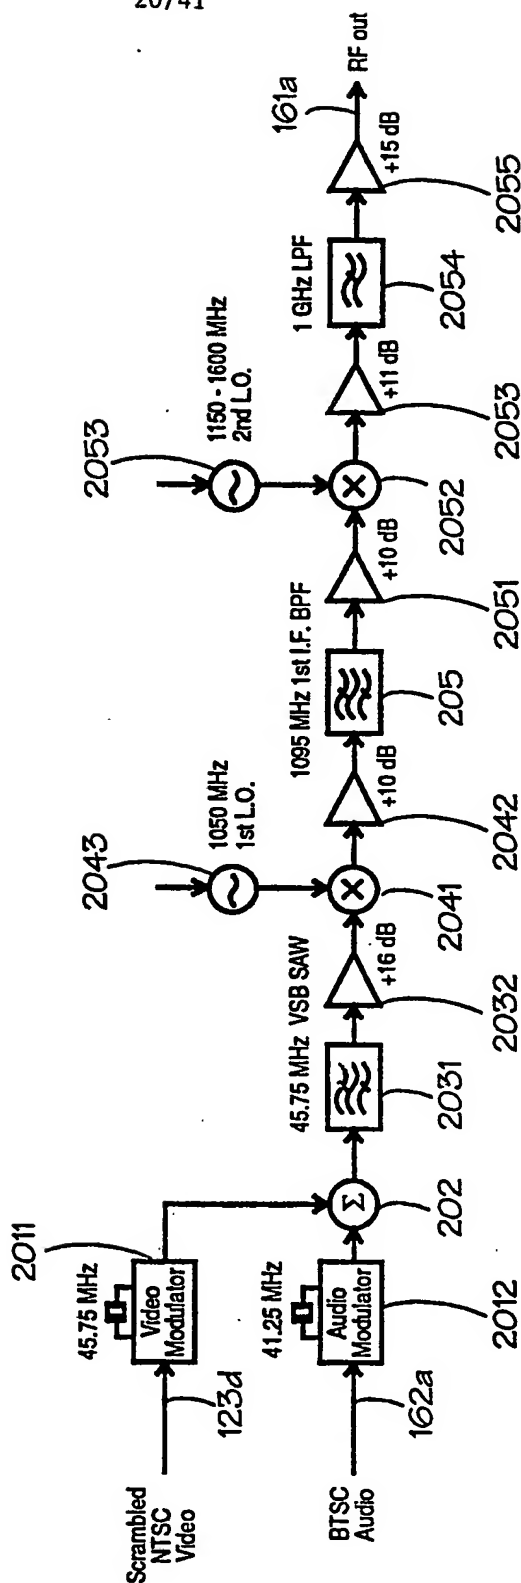 20/41
Scrambled
NTSC
Video
123d
45.75 MHz
Video
Modulator
2011
BTSC
Audio
162a
41.25 MHz
Audio
Modulator
2012
Σ
202
45.75 MHz VSB SAW
2031
+16 dB
2032
2043
1050 MHz
1st L.O.
2041
+10 dB
2042
1095 MHz 1st I.F. BPF
205
+10 dB
2051
2053
1150 - 1600 MHz
2nd L.O.
2052
+11 dB
2053
1 GHz LPF
2054
+15 dB
2055
161a
RF out